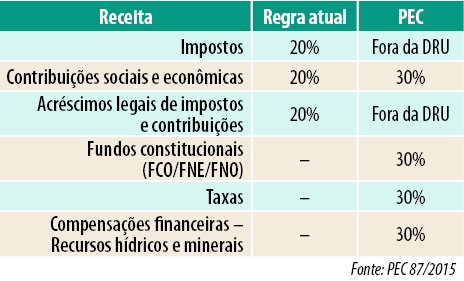 Receita Regra atual PEC
Impostos 20% Fora da DRU
Contribuições sociais e econômicas 20% 30%
Acréscimos legais de impostos
e contribuições 20% Fora da DRU
Fundos constitucionais
(FCO/FNE/FNO) – 30%
Taxas – 30%
Compensações financeiras –
Recursos hídricos e minerais – 30%
Fonte: PEC 87/2015